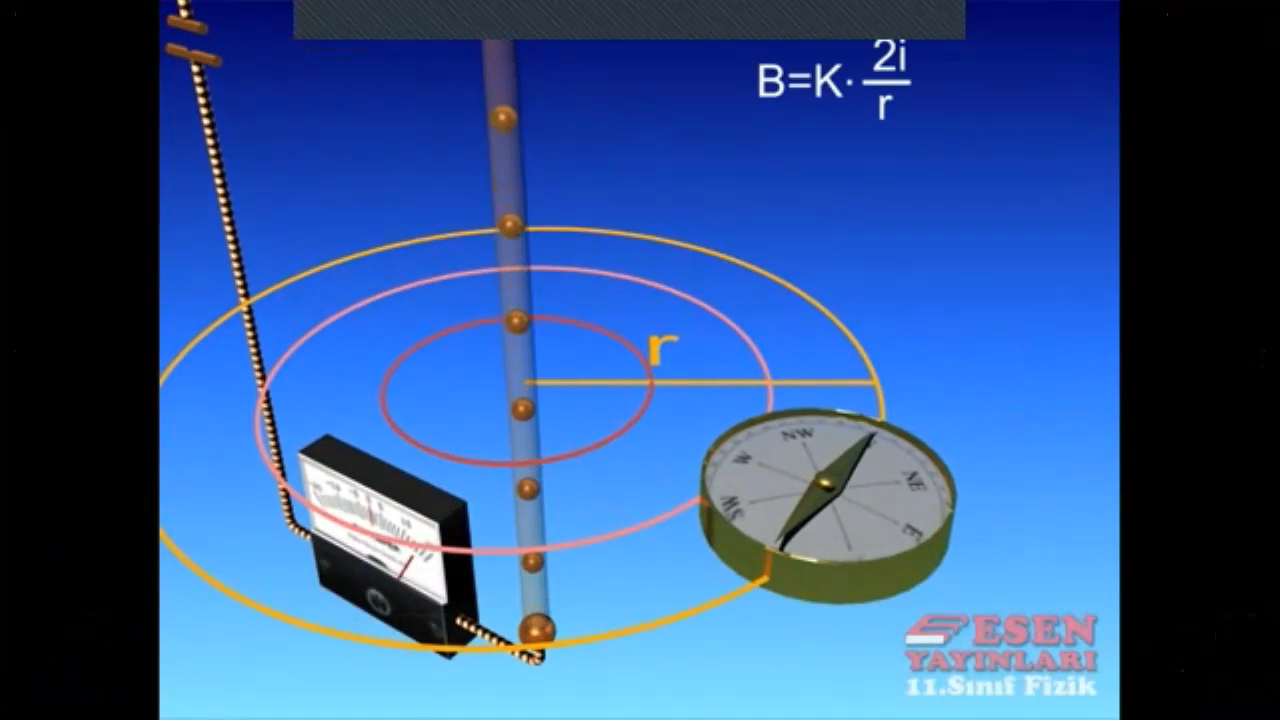 B=K· 2i/r
r
NW
W
NE
SW
E
ESEN
YAYINLARI
11.Sınıf Fizik